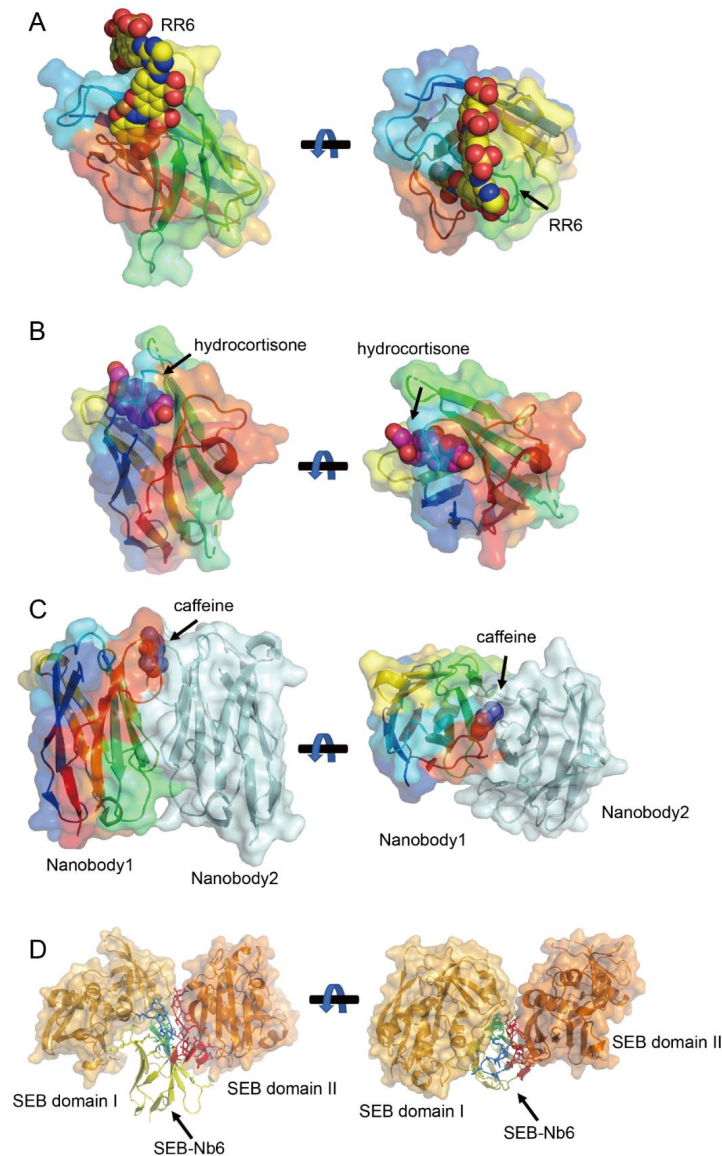 A
RR6
RR6
B
hydrocortisone
hydrocortisone
C
caffeine
caffeine
Nanobody1
Nanobody2
Nanobody1
Nanobody2
D
SEB domain I
SEB domain II
SEB-Nb6
SEB domain I
SEB domain II
SEB-Nb6